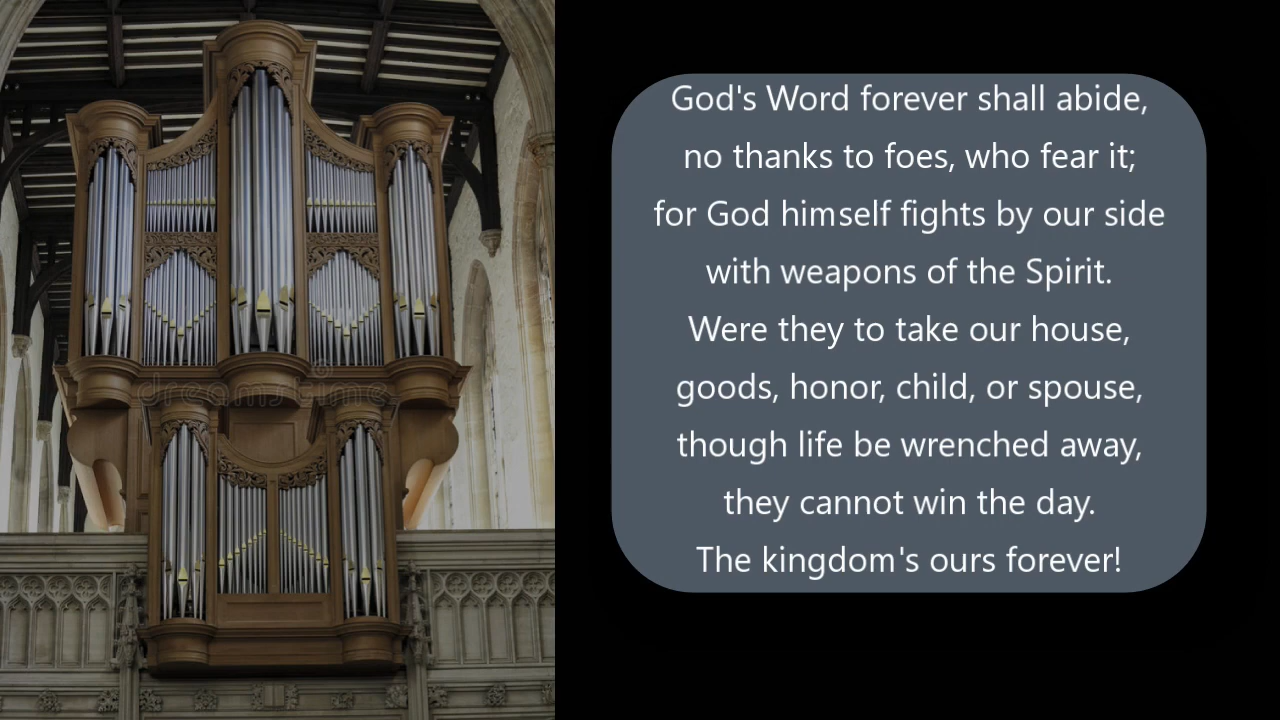 God's Word forever shall abide,
no thanks to foes, who fear it;
for God himself fights by our side
with weapons of the Spirit.
Were they to take our house,
goods, honor, child, or spouse,
though life be wrenched away,
they cannot win the day.
The kingdom's ours forever!
dreamstime